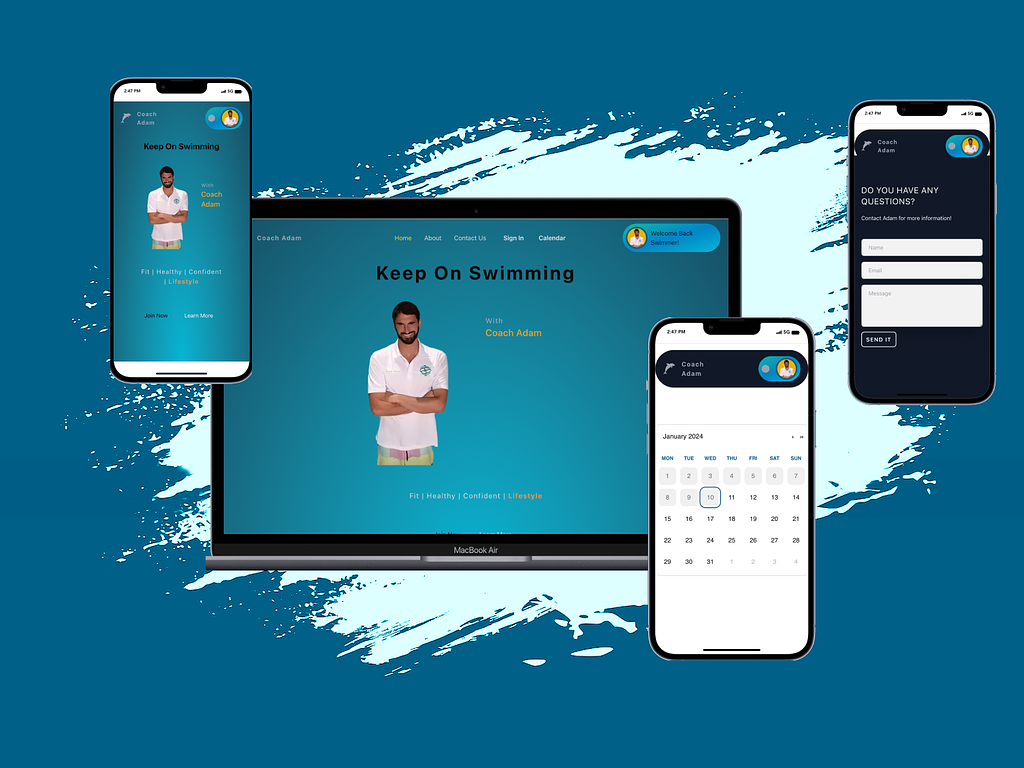 2:47 PM
5G
Coach
Adam
Keep On Swimming
With
Coach
Adam
Fit | Healthy | Confident
| Lifestyle
Join Now Learn More
Coach Adam Home About Contact Us Sign In Calendar
Welcome Back
Swimmer!
Keep On Swimming
With
Coach Adam
Fit | Healthy | Confident | Lifestyle
MacBook Air
2:47 PM
5G
Coach
Adam
January 2024
MON TUE WED THU FRI SAT SUN
1 2 3 4 5 6 7
8 9 10 11 12 13 14
15 16 17 18 19 20 21
22 23 24 25 26 27 28
29 30 31 1 2 3 4
2:47 PM
5G
Coach
Adam
DO YOU HAVE ANY
QUESTIONS?
Contact Adam for more information!
Name
Email
Message
SEND IT